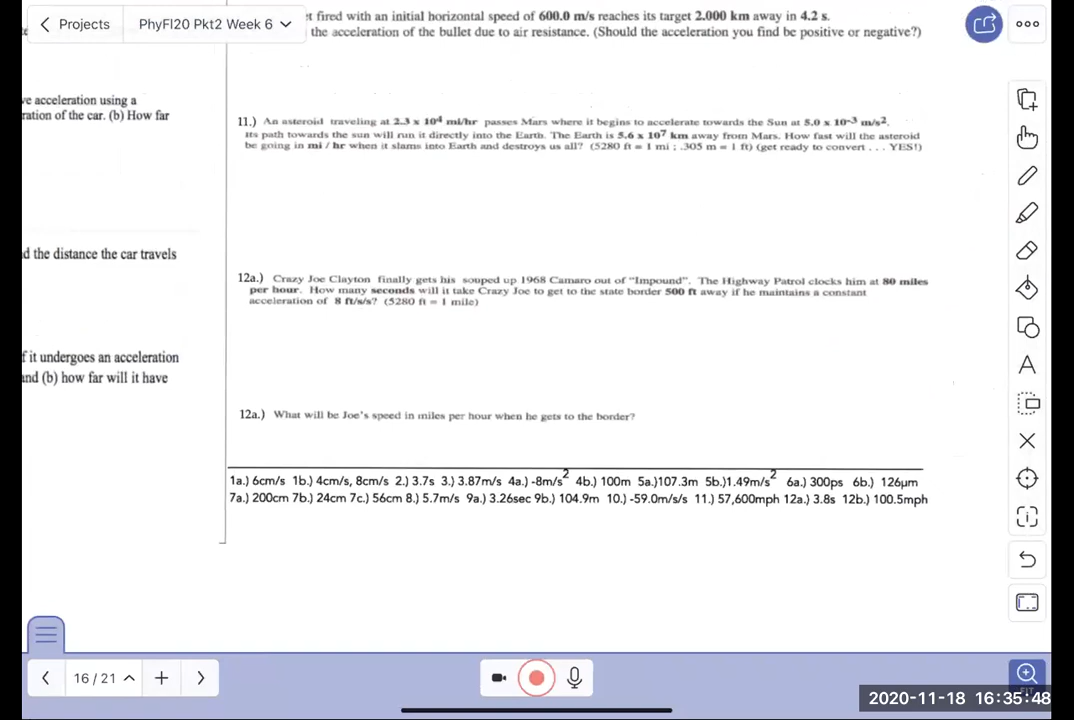 Projects
PhyFl20 Pkt2 Week 6
fired with an initial horizontal speed of 600.0 m/s reaches its target 2.000 km away in 4.2 s.
the acceleration of the bullet due to air resistance. (Should the acceleration you find be positive or negative?)
acceleration using a
ration of the car. (b) How far
11.) An asteroid traveling at 2.3 x 10⁴ mi/hr passes Mars where it begins to accelerate towards the Sun at 5.0 x 10⁻³ m/s².
Its path towards the sun will run it directly into the Earth. The Earth is 5.6 x 10⁷ km away from Mars. How fast will the asteroid
be going in mi / hr when it slams into Earth and destroys us all? (5280 ft = 1 mi ; .305 m = 1 ft) (get ready to convert . . . YES!)
d the distance the car travels
12a.) Crazy Joe Clayton finally gets his souped up 1968 Camaro out of "Impound". The Highway Patrol clocks him at 80 miles
per hour. How many seconds will it take Crazy Joe to get to the state border 500 ft away if he maintains a constant
acceleration of 8 ft/s/s? (5280 ft = 1 mile)
f it undergoes an acceleration
and (b) how far will it have
12a.) What will be Joe's speed in miles per hour when he gets to the border?
1a.) 6cm/s 1b.) 4cm/s, 8cm/s 2.) 3.7s 3.) 3.87m/s 4a.) -8m/s² 4b.) 100m 5a.)107.3m 5b.)1.49m/s² 6a.) 300ps 6b.) 126µm
7a.) 200cm 7b.) 24cm 7c.) 56cm 8.) 5.7m/s 9a.) 3.26sec 9b.) 104.9m 10.) -59.0m/s/s 11.) 57,600mph 12a.) 3.8s 12b.) 100.5mph
16 / 21
2020-11-18 16:35:48